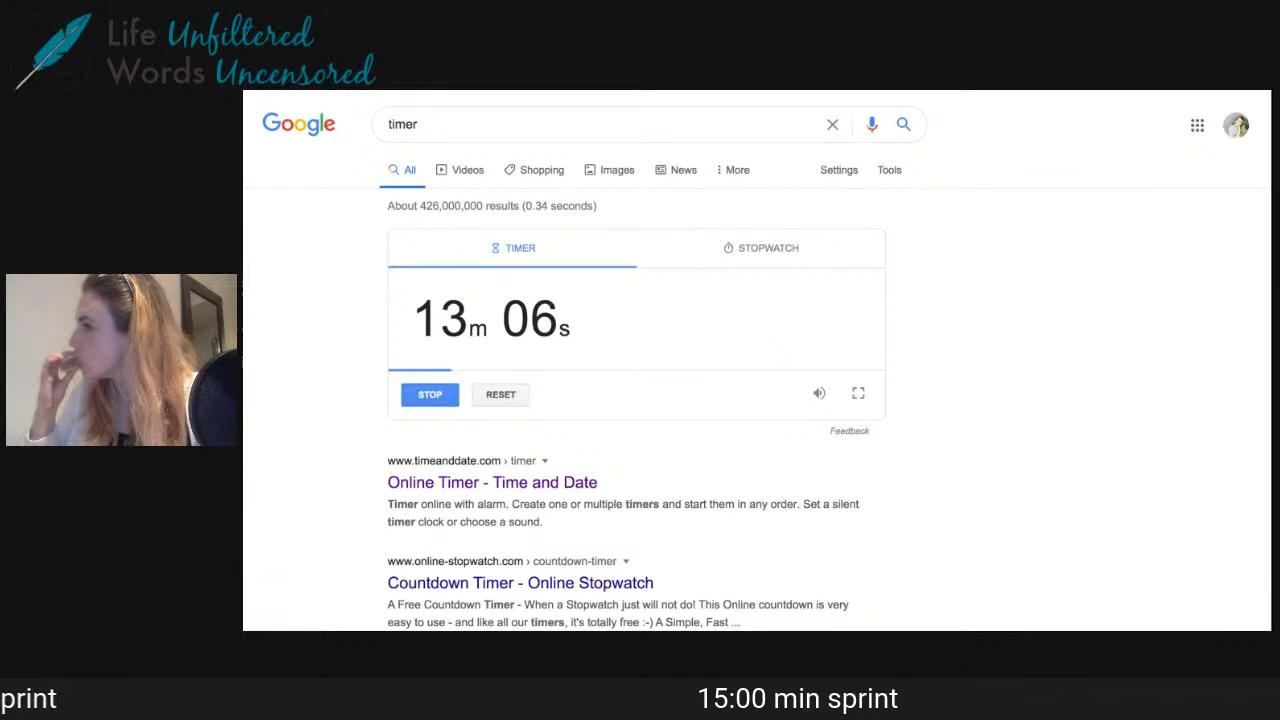 Life Unfiltered
Words Uncensored
Google
timer
All Videos Shopping Images News More Settings Tools
About 426,000,000 results (0.34 seconds)
TIMER STOPWATCH
13m 06s
STOP RESET
Feedback
www.timeanddate.com › timer
Online Timer - Time and Date
Timer online with alarm. Create one or multiple timers and start them in any order. Set a silent
timer clock or choose a sound.
www.online-stopwatch.com › countdown-timer
Countdown Timer - Online Stopwatch
A Free Countdown Timer - When a Stopwatch just will not do! This Online countdown is very
easy to use - and like all our timers, it's totally free :-) A Simple, Fast ...
print 15:00 min sprint